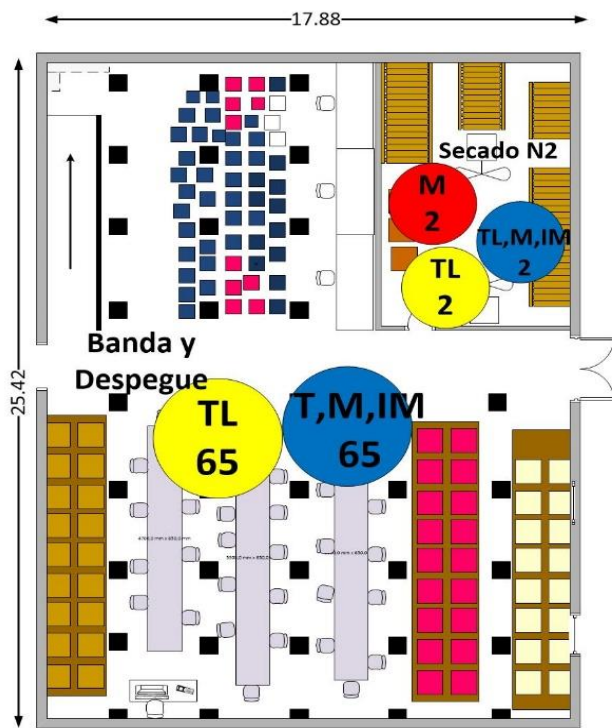 17.88
25.42
Secado N2
M
2
TL,M,IM
2
TL
2
Banda y
Despegue
TL
65
T,M,IM
65